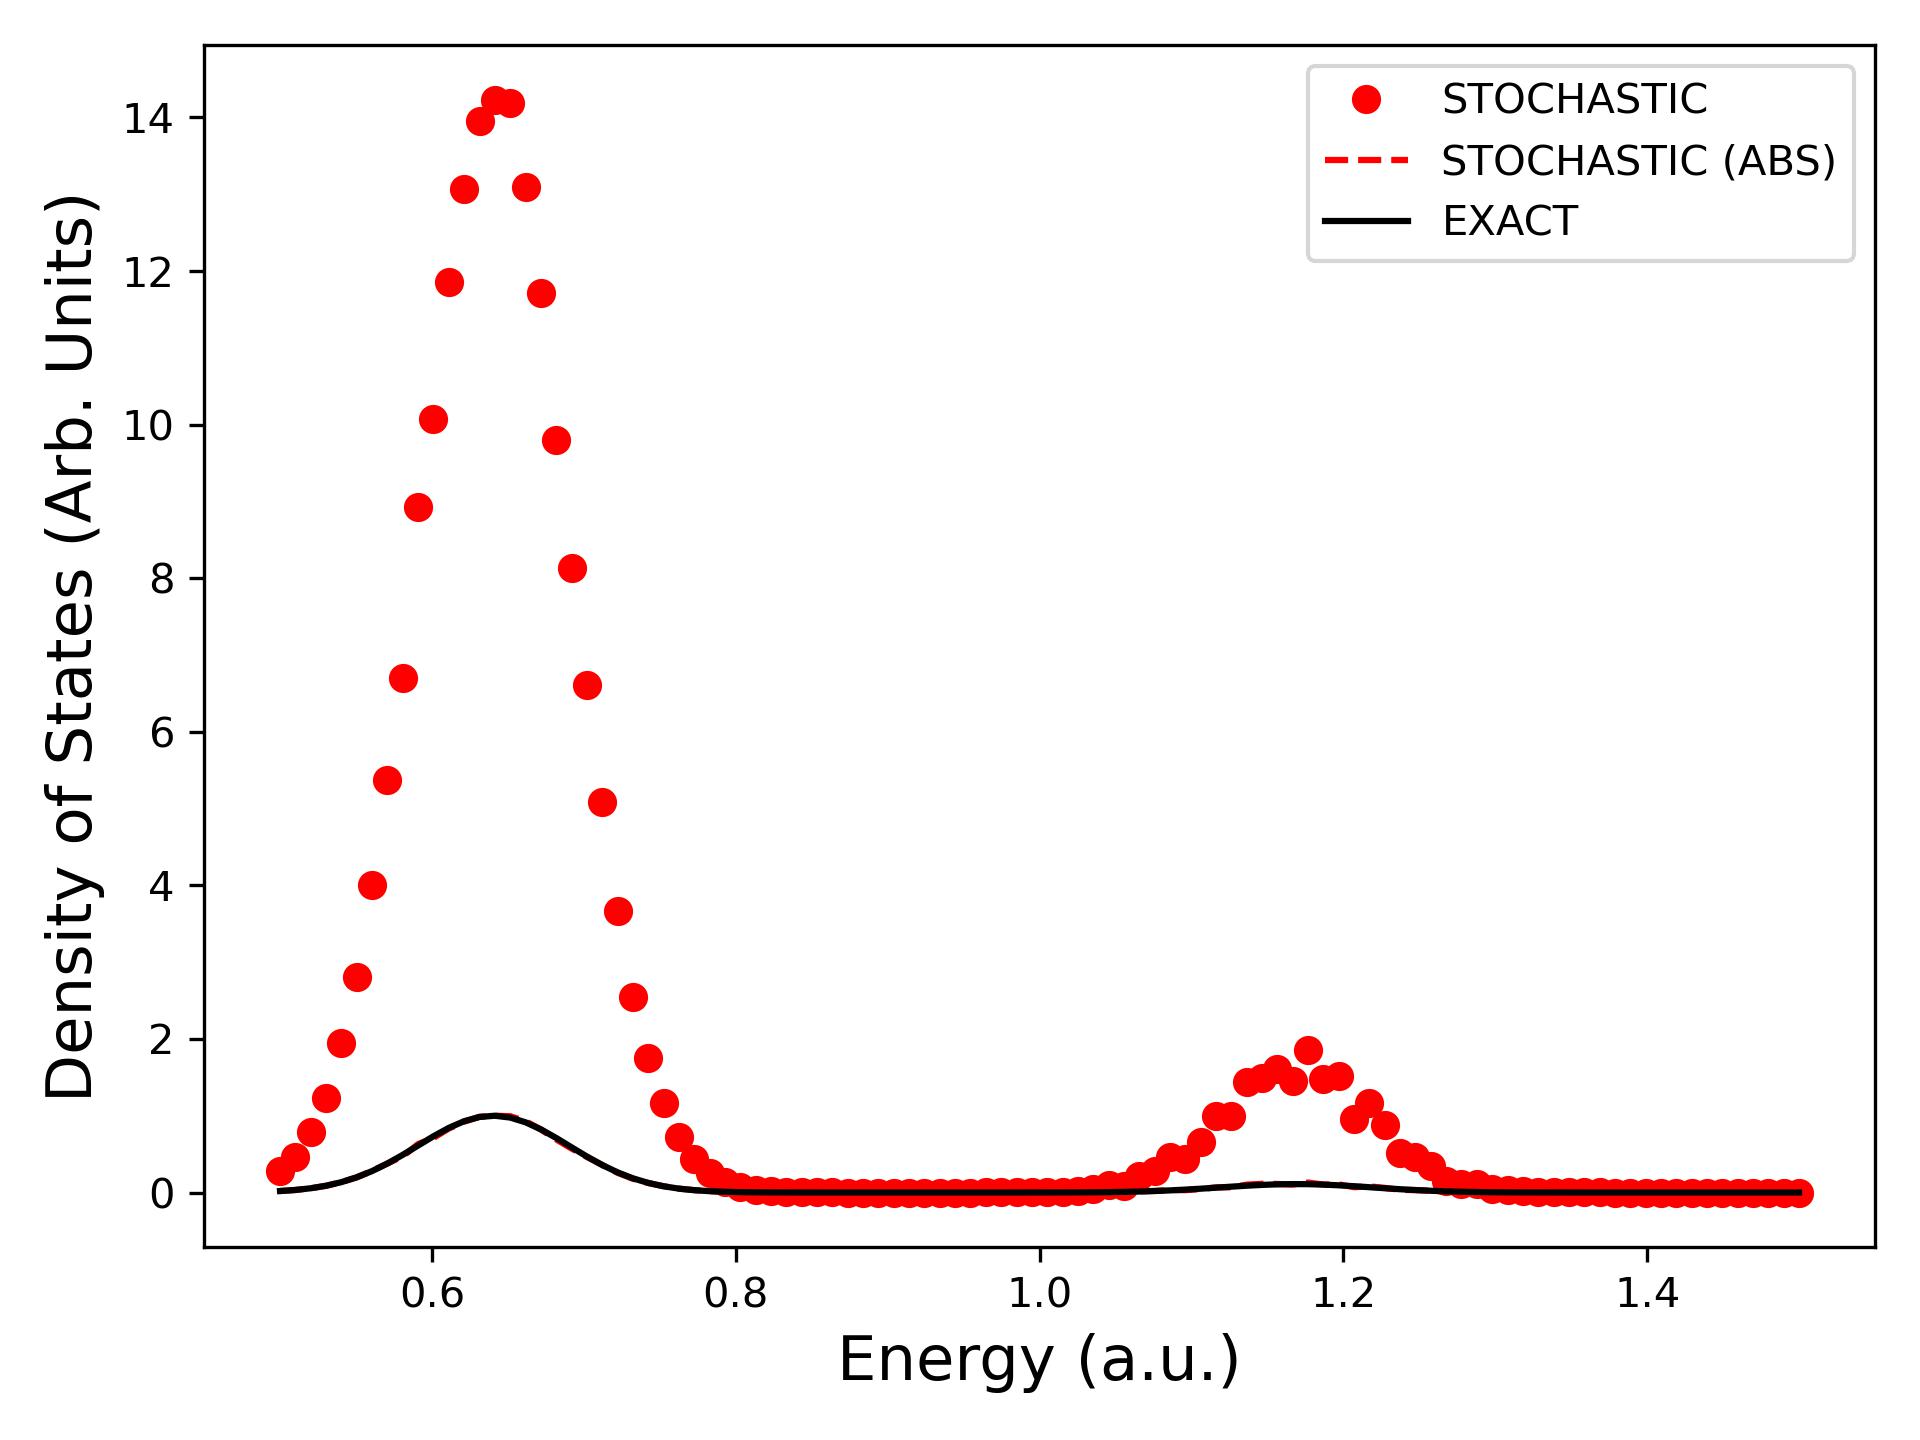 STOCHASTIC
STOCHASTIC (ABS)
EXACT
Density of States (Arb. Units)
14
12
10
8
6
4
2
0
0.6 0.8 1.0 1.2 1.4
Energy (a.u.)